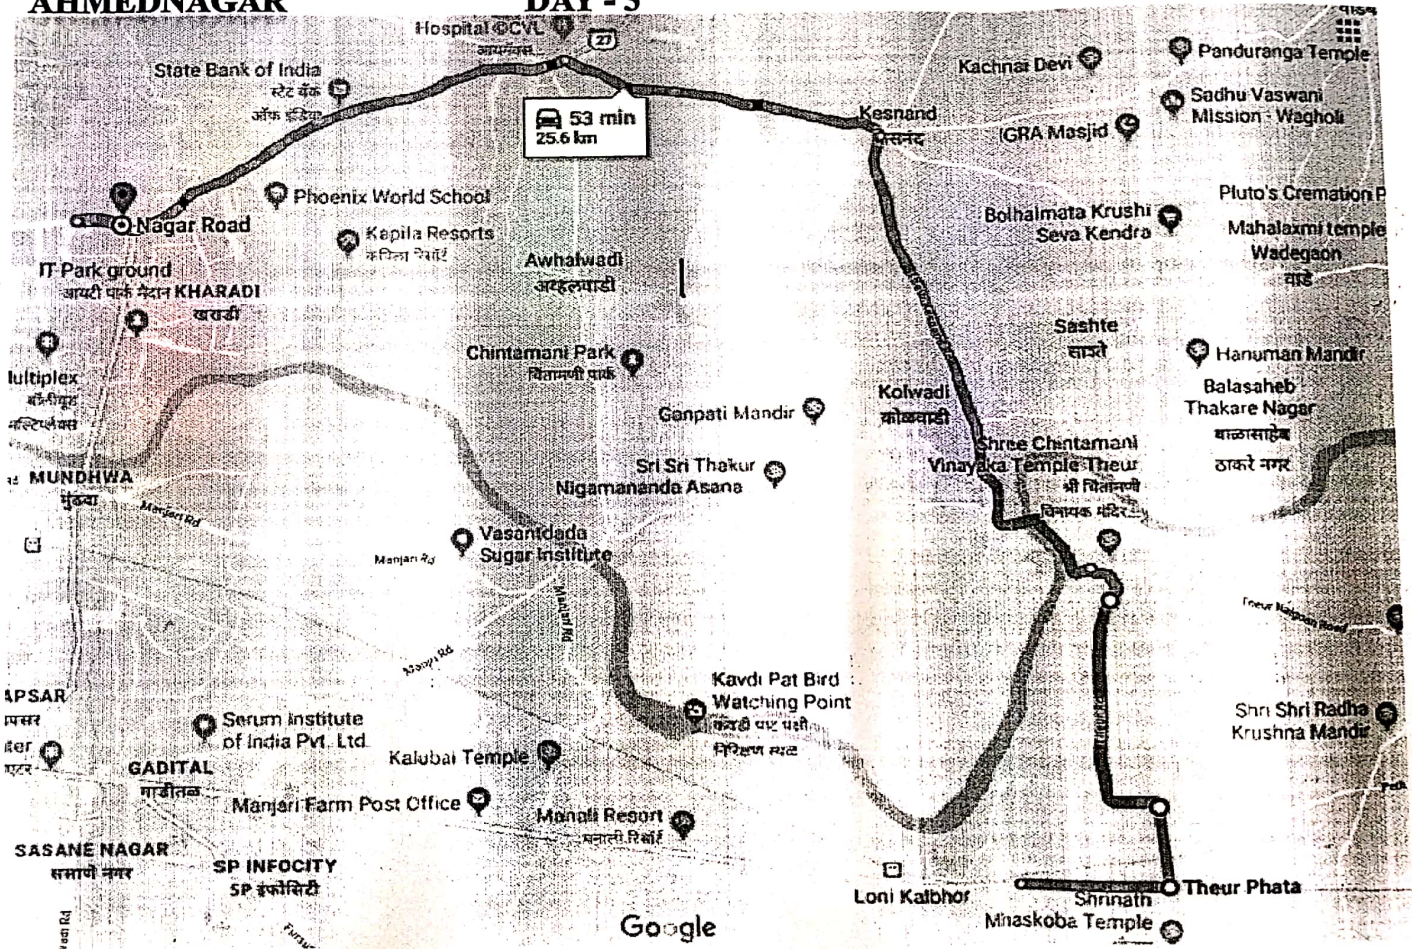 AHMEDNAGAR
DAY - 3
Hospital ©CVL
27
State Bank of India
स्टेट बँक
ऑफ इंडिया
Kachnar Devi
Panduranga Temple
Sadhu Vaswani
Mission - Wagholi
IGRA Masjid
53 min
25.6 km
Kesnand
Phoenix World School
Nagar Road
Kapila Resorts
कपिला रिसॉर्ट
Pluto's Cremation P
Bolhaimata Krushi
Seva Kendra
Mahalaxmi temple
Wadegaon
वाडे
IT Park ground
आयटी पार्क मैदान KHARADI
खराडी
Awhalwadi
अव्हलवाडी
Sashte
साष्टे
Hanuman Mandir
Chintamani Park
चिंतामणी पार्क
lultiplex
Kolwadi
कोळवाडी
Balasaheb
Thakare Nagar
बाळासाहेब
ठाकरे नगर
Ganpati Mandir
Shree Chintamani
Vinayaka Temple Theur
श्री चिंतामणी
विनायक मंदिर...
Sri Sri Thakur
Nigamananda Asana
MUNDHWA
मुंढवा
Manjari Rd
Vasantdada
Sugar Institute
Manjari Rd
Manjari Rd
Manjari Rd
Theur Naigaon Road
Theur Rd
Kavdi Pat Bird
Watching Point
कवडी पाट पक्षी
निरिक्षण स्थळ
APSAR
Serum Institute
of India Pvt. Ltd.
Shri Shri Radha
Krushna Mandir
Kalubai Temple
GADITAL
गाडीतळ
Manjari Farm Post Office
Manali Resort
मनाली रिसॉर्ट
SASANE NAGAR
ससाणे नगर
SP INFOCITY
SP इंफोसिटी
Loni Kalbhor
Theur Phata
Shrinath
Mhaskoba Temple
Google